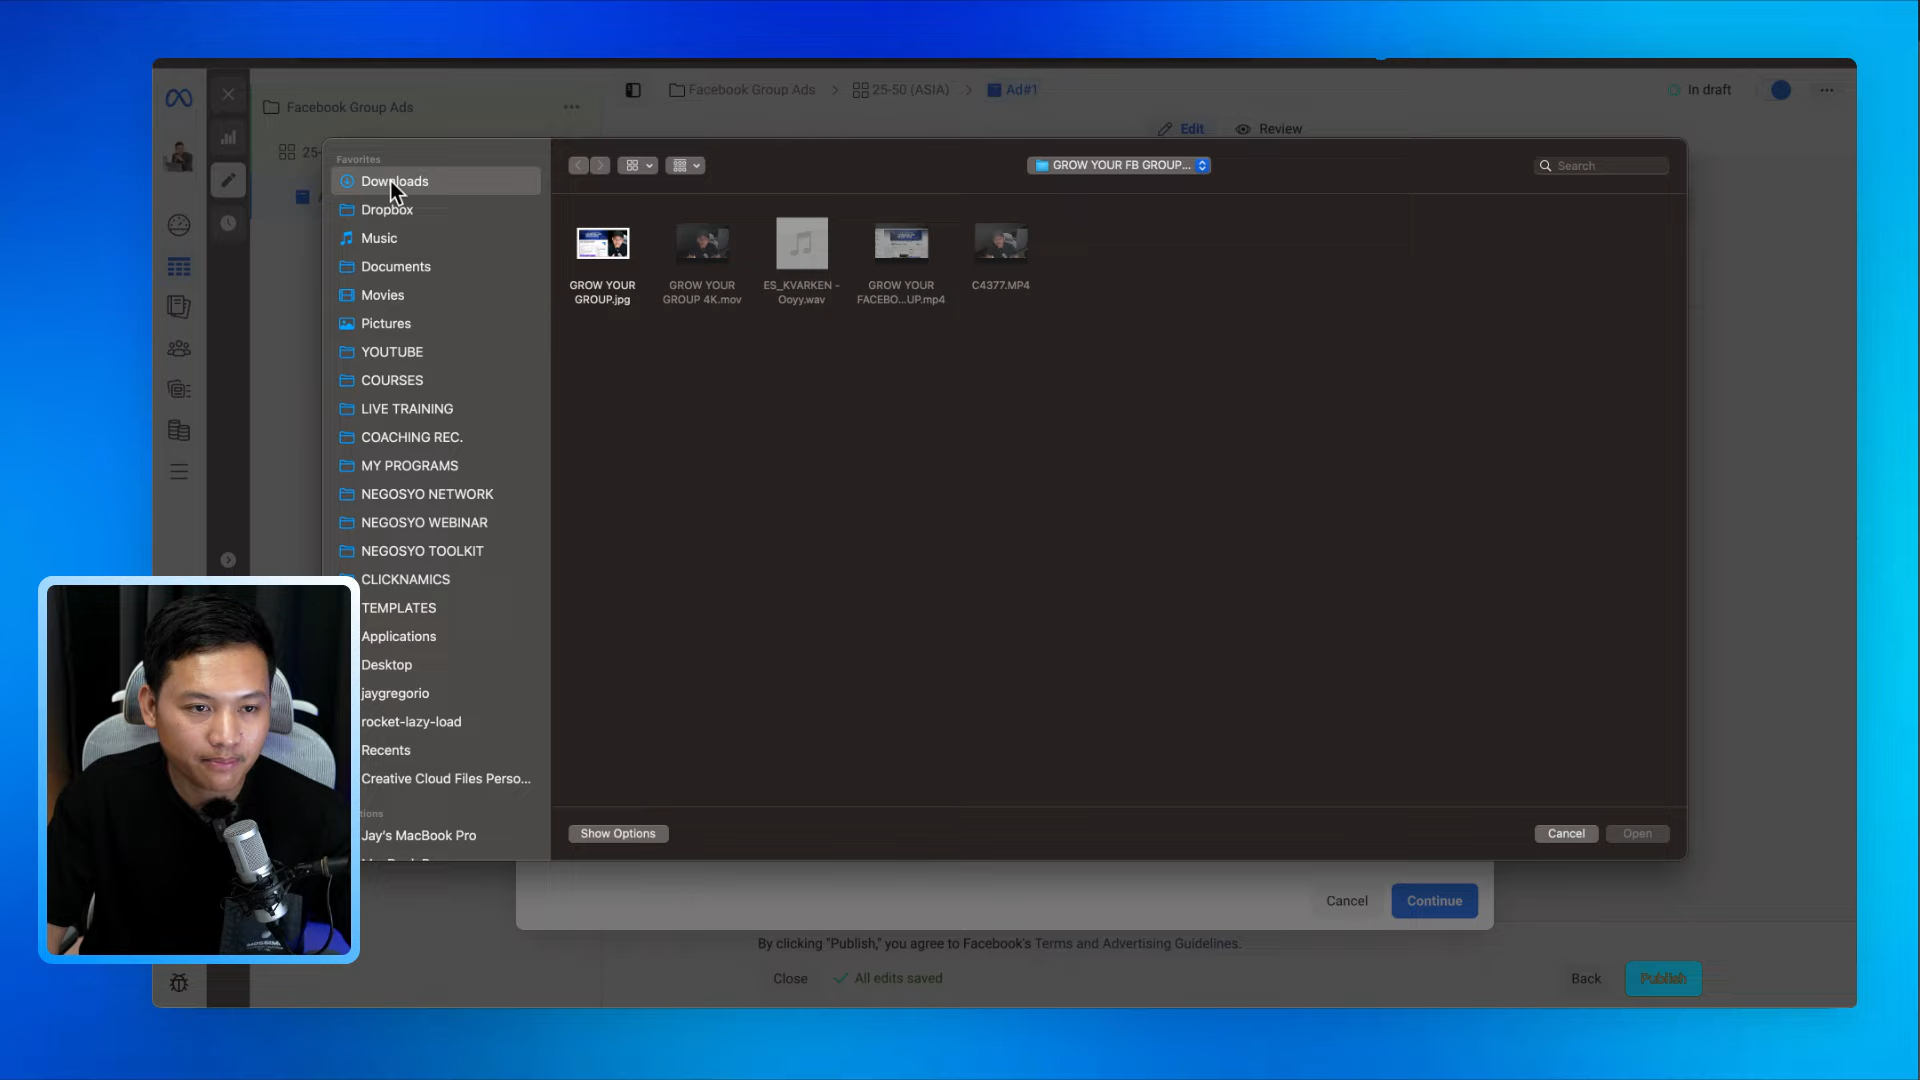 Facebook Group Ads
Facebook Group Ads
25-50 (ASIA)
Ad#1
In draft
Edit
Review
25-
Favorites
Downloads
Dropbox
Music
Documents
Movies
Pictures
YOUTUBE
COURSES
LIVE TRAINING
COACHING REC.
MY PROGRAMS
NEGOSYO NETWORK
NEGOSYO WEBINAR
NEGOSYO TOOLKIT
CLICKNAMICS
TEMPLATES
Applications
Desktop
jaygregorio
rocket-lazy-load
Recents
Creative Cloud Files Perso...
tions
Jay's MacBook Pro
GROW YOUR FB GROUP...
Search
GROW YOUR
GROUP.jpg
GROW YOUR
GROUP 4K.mov
ES_KVARKEN -
Ooyy.wav
GROW YOUR
FACEBO...UP.mp4
C4377.MP4
Show Options
Cancel
Open
Cancel
Continue
By clicking "Publish," you agree to Facebook's Terms and Advertising Guidelines.
Close
All edits saved
Back
Publish